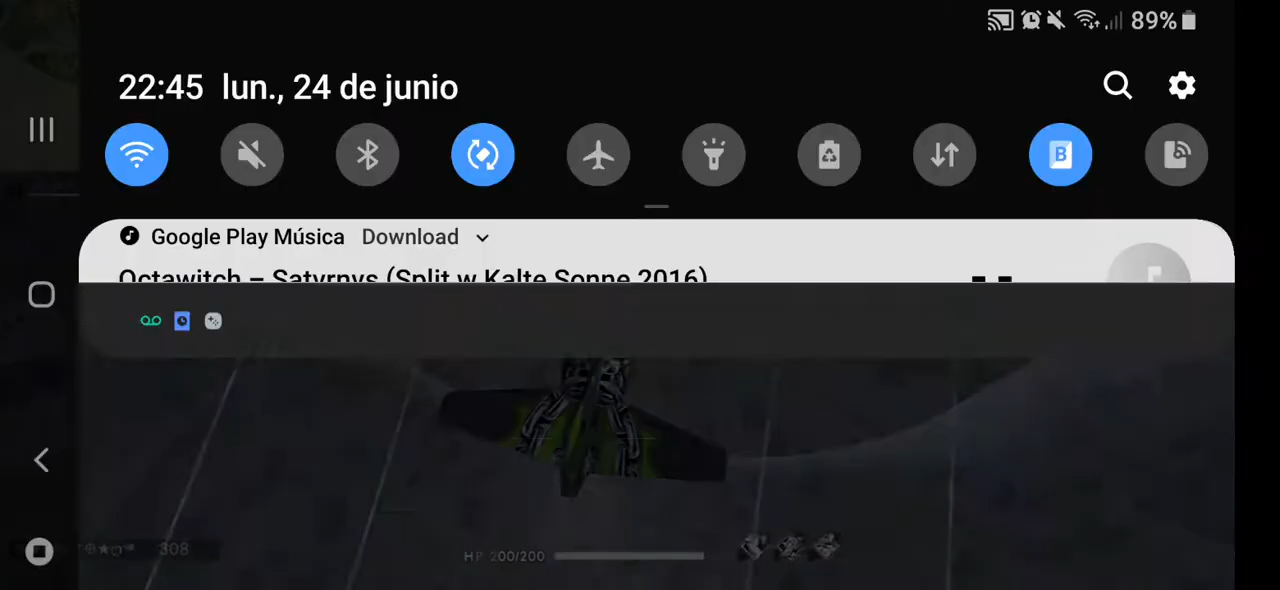 89%
22:45 lun., 24 de junio
B
Google Play Música Download
Octawitch – Satvrnvs (Split w Kalte Sonne 2016)
308
HP 200/200